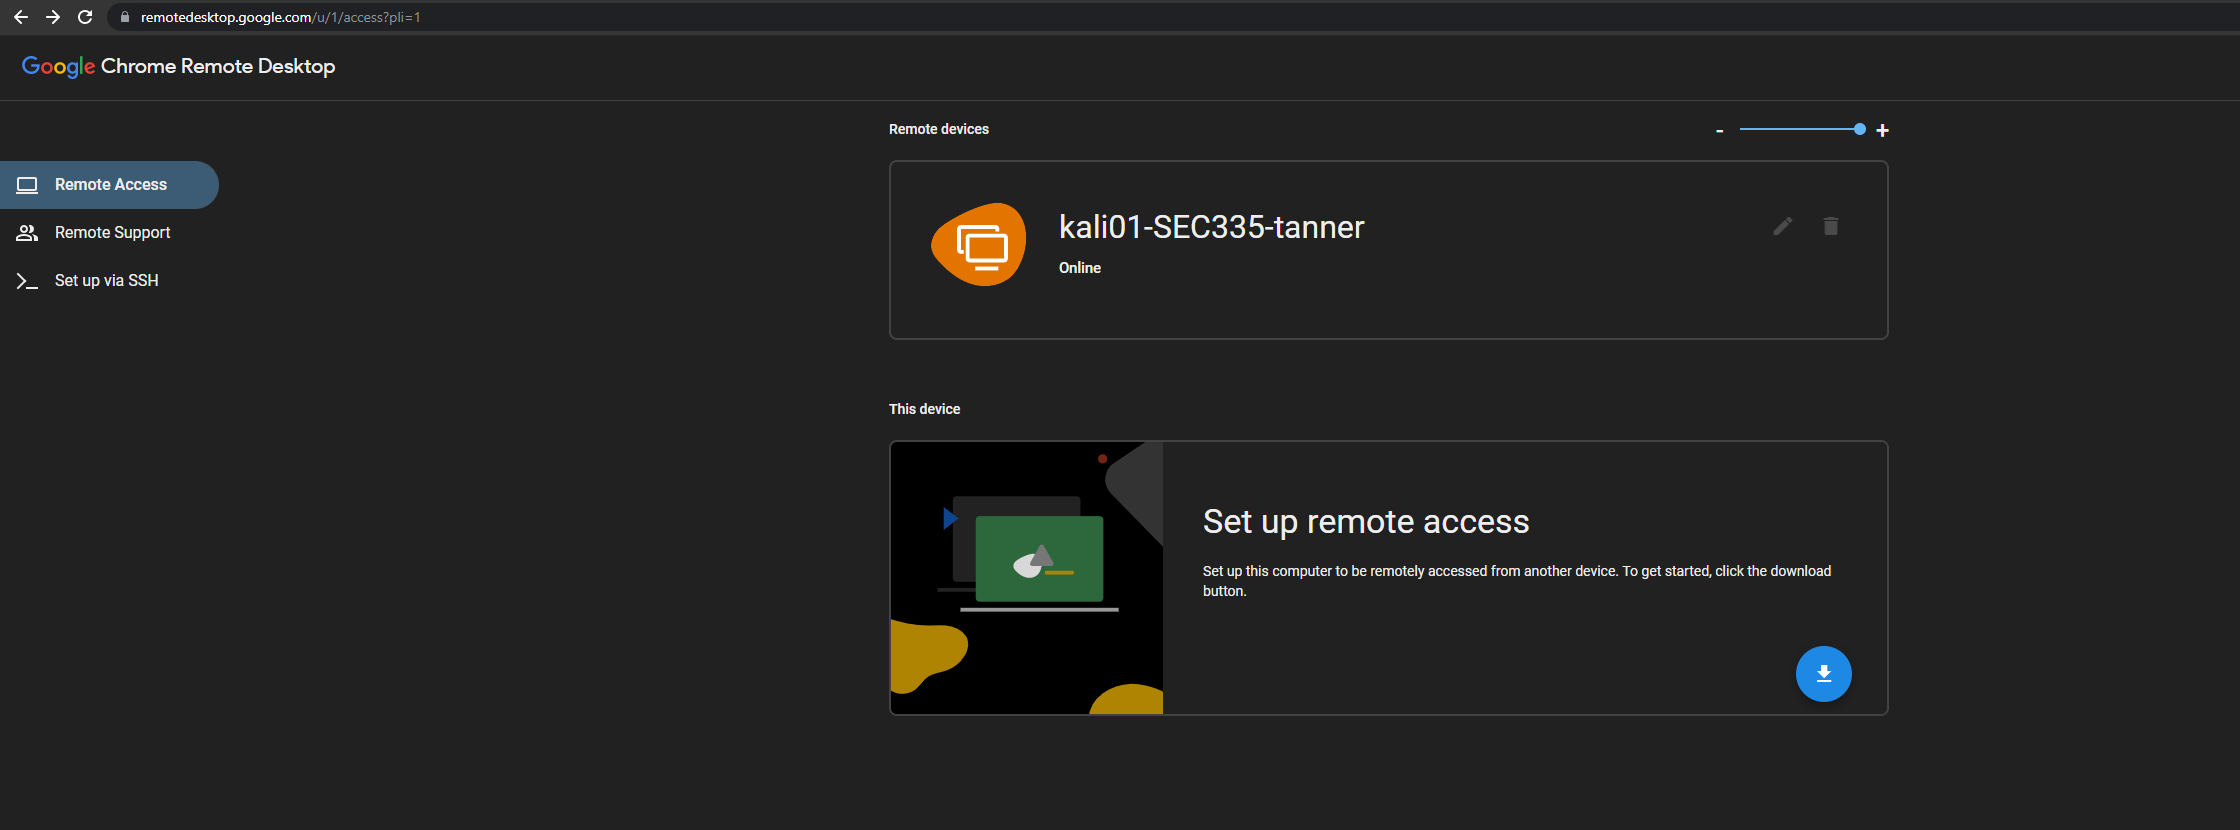 remotedesktop.google.com/u/1/access?pli=1
Google Chrome Remote Desktop
Remote Access
Remote Support
Set up via SSH
Remote devices
- +
kali01-SEC335-tanner
Online
This device
Set up remote access
Set up this computer to be remotely accessed from another device. To get started, click the download
button.